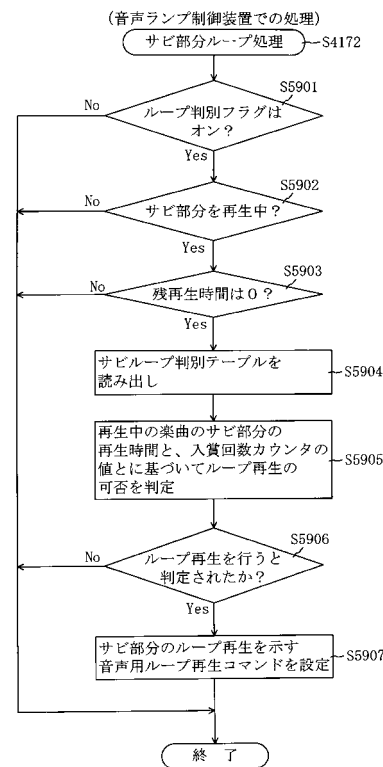 (音声ランプ制御装置での処理)
サビ部分ループ処理
S4172
S5901
ループ判別フラグは
オン？
No
Yes
S5902
サビ部分を再生中？
No
Yes
S5903
残再生時間は０？
No
Yes
サビループ判別テーブルを
読み出し
S5904
再生中の楽曲のサビ部分の
再生時間と、入賞回数カウンタの
値とに基づいてループ再生の
可否を判定
S5905
S5906
ループ再生を行うと
判定されたか？
No
Yes
サビ部分のループ再生を示す
音声用ループ再生コマンドを設定
S5907
終 了